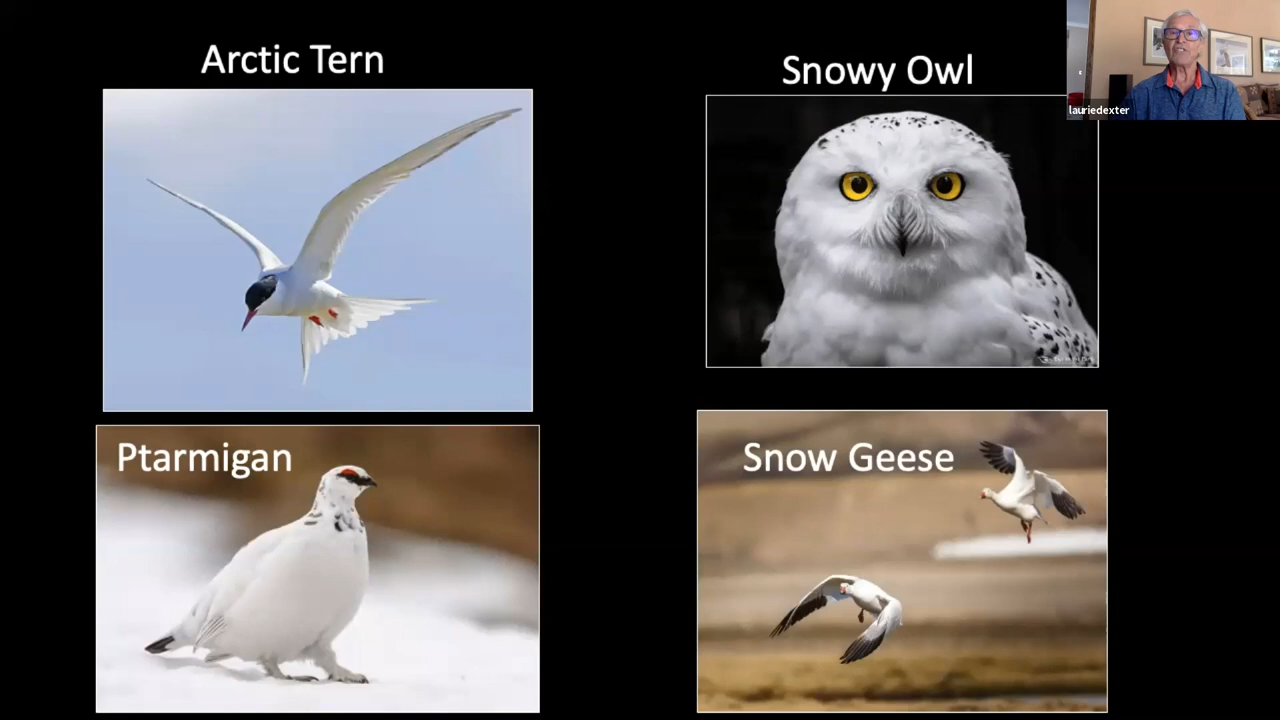 Arctic Tern
Snowy Owl
lauriedexter
Ptarmigan
Snow Geese